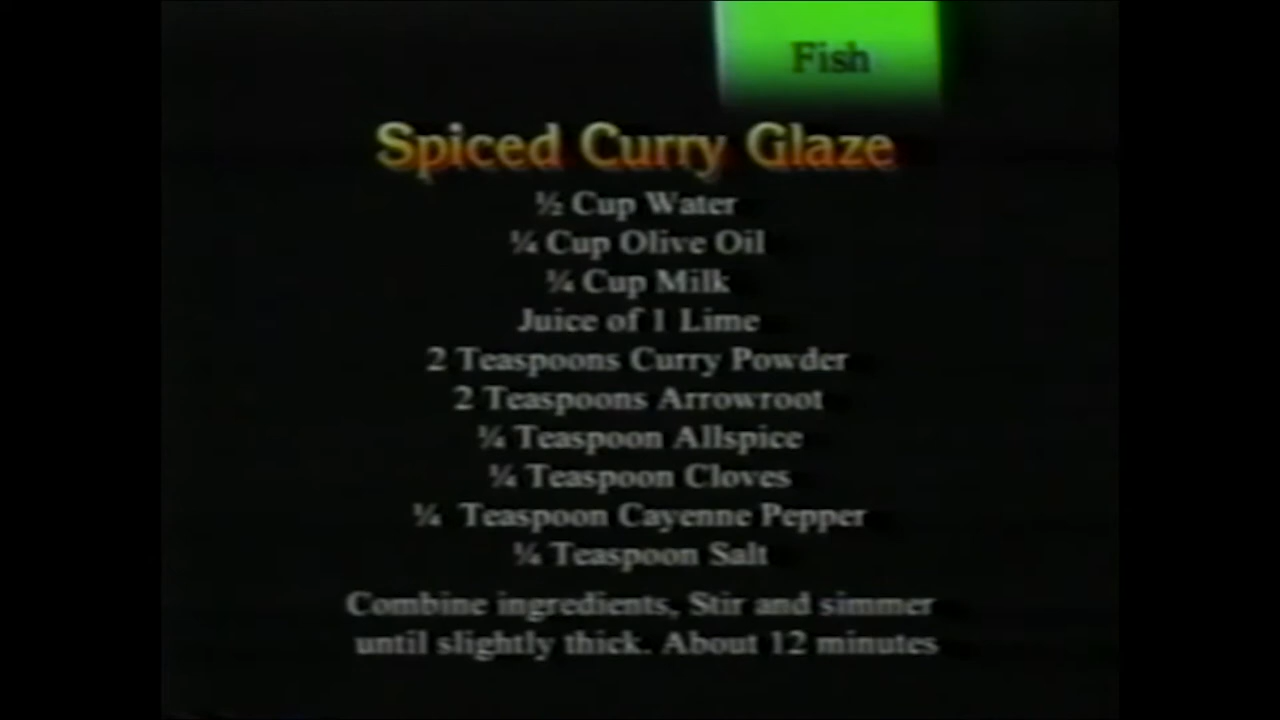 Fish
Spiced Curry Glaze
½ Cup Water
¼ Cup Olive Oil
¼ Cup Milk
Juice of 1 Lime
2 Teaspoons Curry Powder
2 Teaspoons Arrowroot
¼ Teaspoon Allspice
¼ Teaspoon Cloves
¼ Teaspoon Cayenne Pepper
¼ Teaspoon Salt
Combine ingredients, Stir and simmer
until slightly thick. About 12 minutes